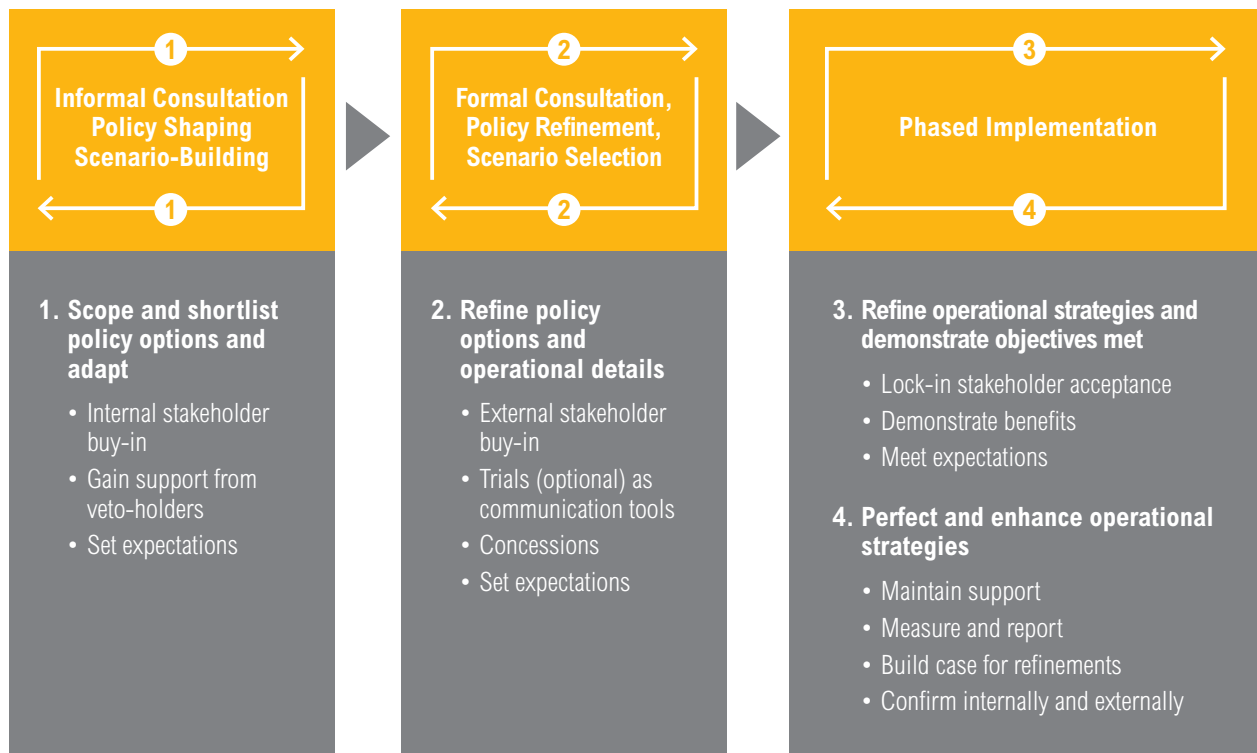 1
Informal Consultation
Policy Shaping
Scenario-Building
1
1. Scope and shortlist
policy options and
adapt
• Internal stakeholder
buy-in
• Gain support from
veto-holders
• Set expectations
2
Formal Consultation,
Policy Refinement,
Scenario Selection
2
2. Refine policy
options and
operational details
• External stakeholder
buy-in
• Trials (optional) as
communication tools
• Concessions
• Set expectations
3
Phased Implementation
4
3. Refine operational strategies and
demonstrate objectives met
• Lock-in stakeholder acceptance
• Demonstrate benefits
• Meet expectations
4. Perfect and enhance operational
strategies
• Maintain support
• Measure and report
• Build case for refinements
• Confirm internally and externally